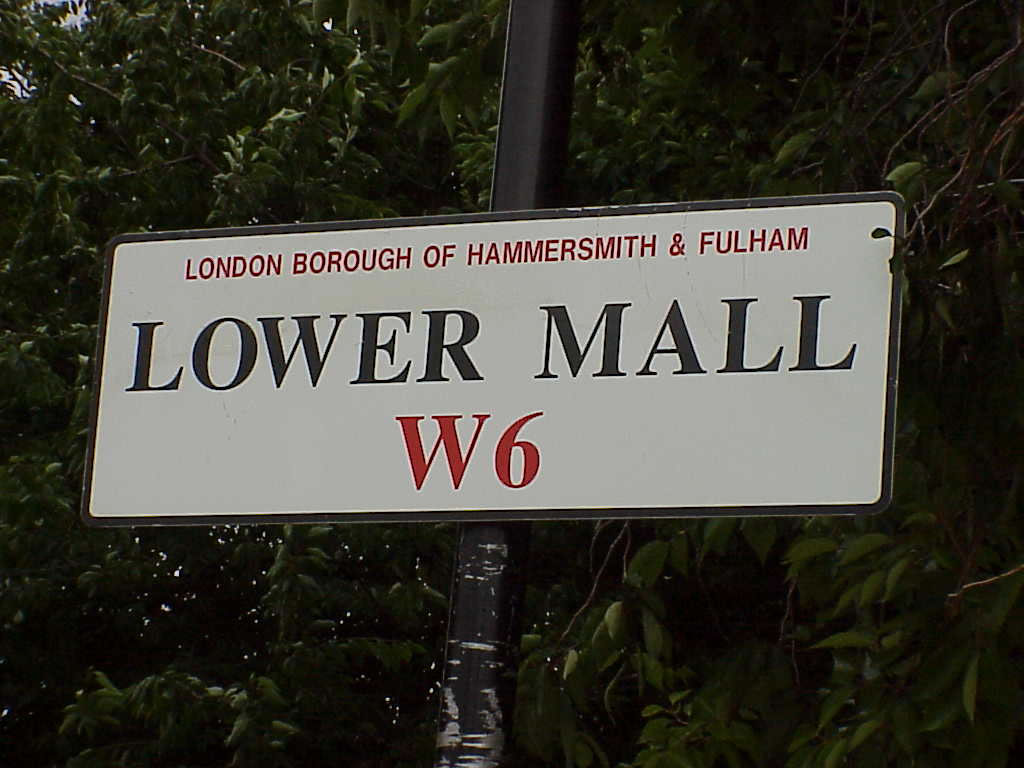 LONDON BOROUGH OF HAMMERSMITH & FULHAM
LOWER MALL
W6